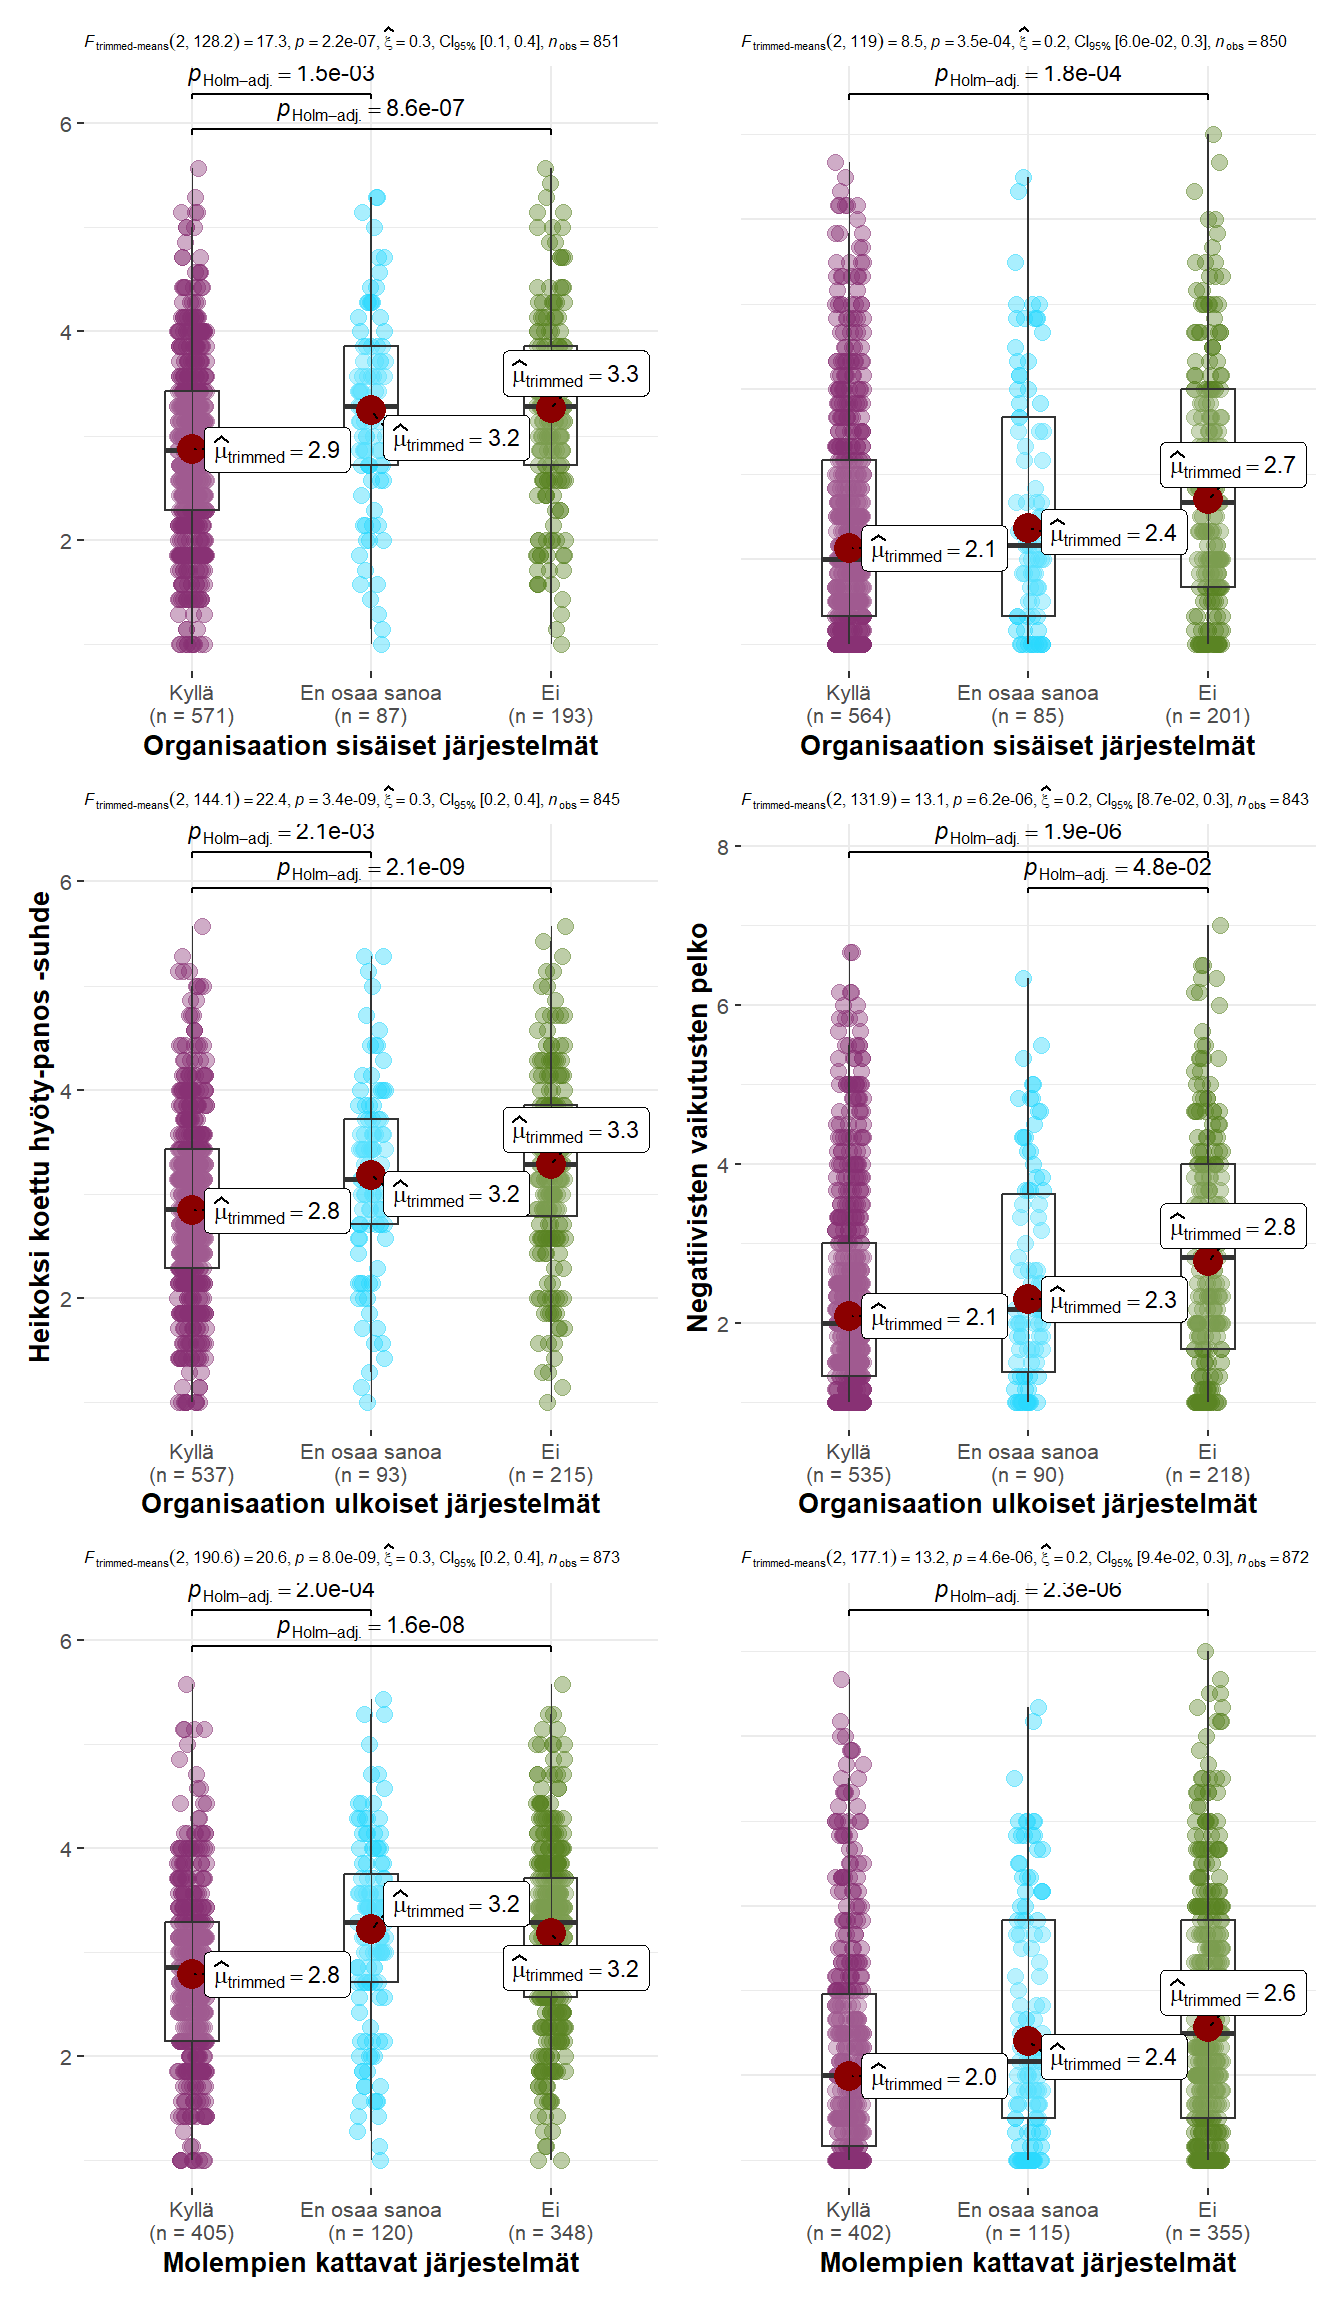 F trimmed-means(2, 128.2) = 17.3, p = 2.2e-07, ξ̂ = 0.3, CI95% [0.1, 0.4], n obs = 851
pHolm–adj. = 1.5e-03
pHolm–adj. = 8.6e-07
6
4
2
μ̂trimmed = 2.9
μ̂trimmed = 3.2
μ̂trimmed = 3.3
Kyllä
(n = 571)
En osaa sanoa
(n = 87)
Ei
(n = 193)
Organisaation sisäiset järjestelmät
F trimmed-means(2, 119) = 8.5, p = 3.5e-04, ξ̂ = 0.2, CI95% [6.0e-02, 0.3], n obs = 850
pHolm–adj. = 1.8e-04
μ̂trimmed = 2.1
μ̂trimmed = 2.4
μ̂trimmed = 2.7
Kyllä
(n = 564)
En osaa sanoa
(n = 85)
Ei
(n = 201)
Organisaation sisäiset järjestelmät
Heikoksi koettu hyöty-panos -suhde
F trimmed-means(2, 144.1) = 22.4, p = 3.4e-09, ξ̂ = 0.3, CI95% [0.2, 0.4], n obs = 845
pHolm–adj. = 2.1e-03
pHolm–adj. = 2.1e-09
6
4
2
μ̂trimmed = 2.8
μ̂trimmed = 3.2
μ̂trimmed = 3.3
Kyllä
(n = 537)
En osaa sanoa
(n = 93)
Ei
(n = 215)
Organisaation ulkoiset järjestelmät
Negatiivisten vaikutusten pelko
F trimmed-means(2, 131.9) = 13.1, p = 6.2e-06, ξ̂ = 0.2, CI95% [8.7e-02, 0.3], n obs = 843
pHolm–adj. = 1.9e-06
pHolm–adj. = 4.8e-02
8
6
4
2
μ̂trimmed = 2.1
μ̂trimmed = 2.3
μ̂trimmed = 2.8
Kyllä
(n = 535)
En osaa sanoa
(n = 90)
Ei
(n = 218)
Organisaation ulkoiset järjestelmät
F trimmed-means(2, 190.6) = 20.6, p = 8.0e-09, ξ̂ = 0.3, CI95% [0.2, 0.4], n obs = 873
pHolm–adj. = 2.0e-04
pHolm–adj. = 1.6e-08
6
4
2
μ̂trimmed = 2.8
μ̂trimmed = 3.2
μ̂trimmed = 3.2
Kyllä
(n = 405)
En osaa sanoa
(n = 120)
Ei
(n = 348)
Molempien kattavat järjestelmät
F trimmed-means(2, 177.1) = 13.2, p = 4.6e-06, ξ̂ = 0.2, CI95% [9.4e-02, 0.3], n obs = 872
pHolm–adj. = 2.3e-06
μ̂trimmed = 2.0
μ̂trimmed = 2.4
μ̂trimmed = 2.6
Kyllä
(n = 402)
En osaa sanoa
(n = 115)
Ei
(n = 355)
Molempien kattavat järjestelmät